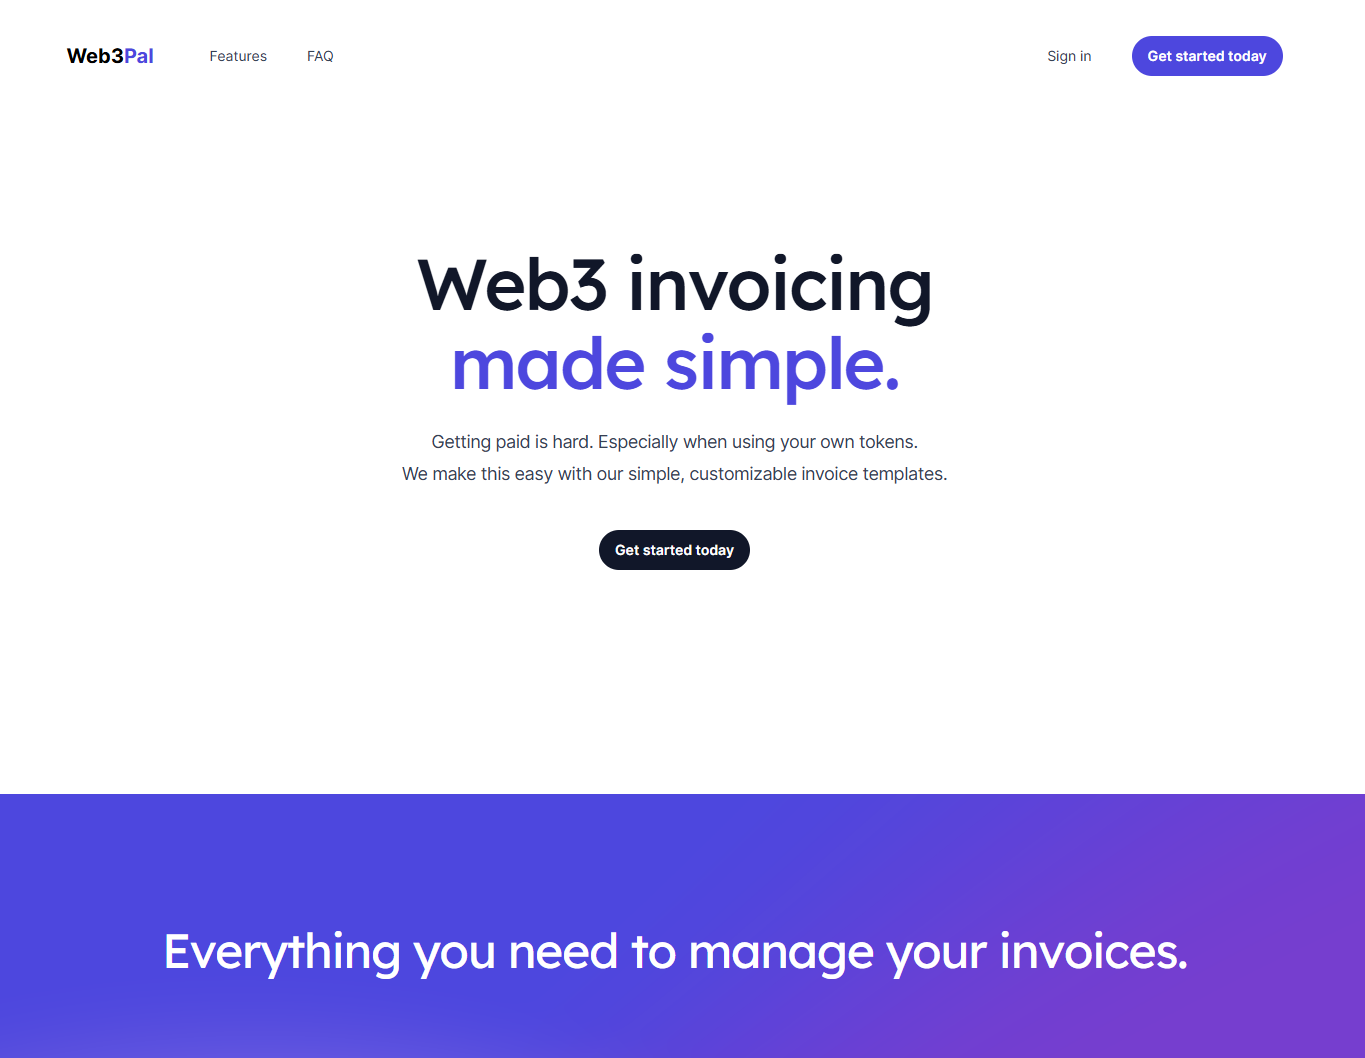 Web3Pal
Features
FAQ
Sign in
Get started today
Web3 invoicing
made simple.
Getting paid is hard. Especially when using your own tokens.
We make this easy with our simple, customizable invoice templates.
Get started today
Everything you need to manage your invoices.